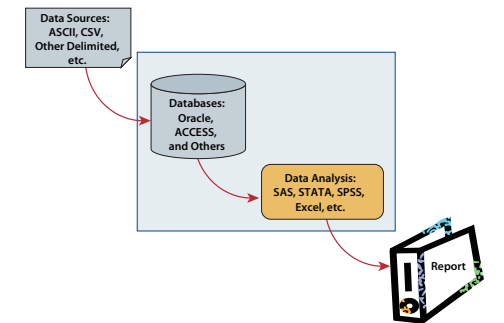 Data Sources:
ASCII, CSV,
Other Delimited,
etc.
Databases:
Oracle,
ACCESS,
and Others
Data Analysis:
SAS, STATA, SPSS,
Excel, etc.
Report